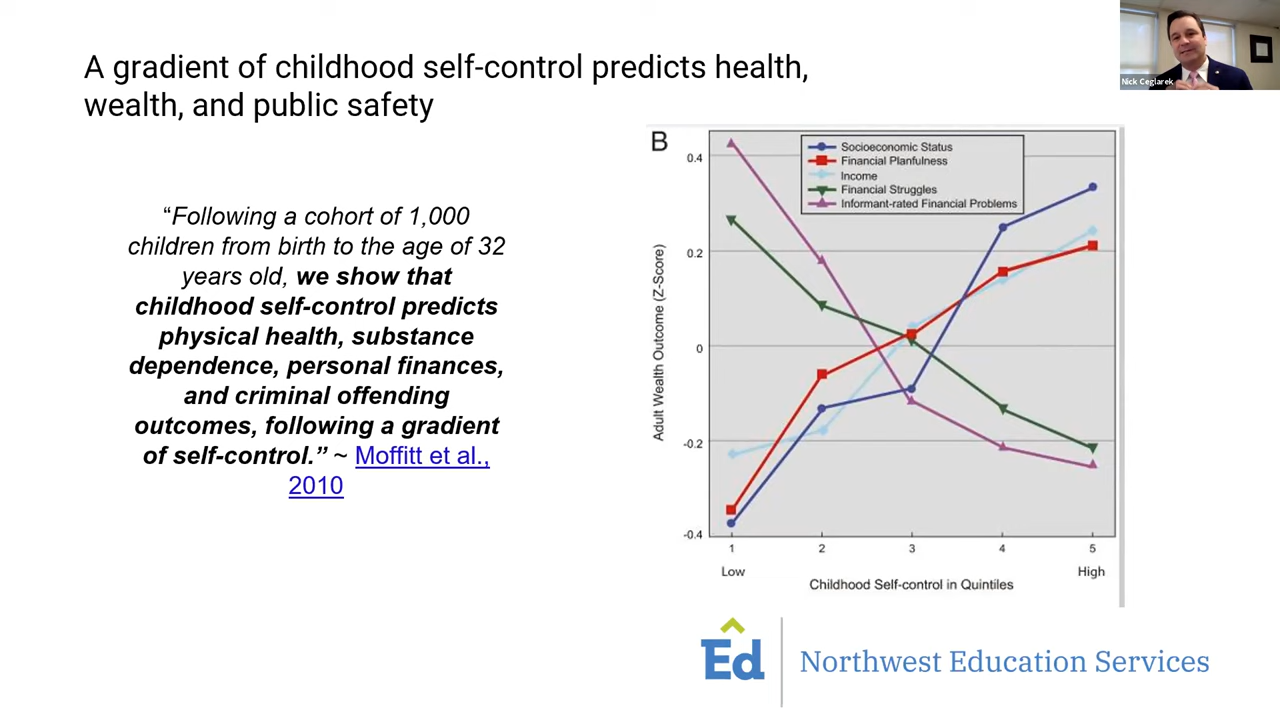 A gradient of childhood self-control predicts health,
wealth, and public safety
Nick Ceglarek
“Following a cohort of 1,000
children from birth to the age of 32
years old, we show that
childhood self-control predicts
physical health, substance
dependence, personal finances,
and criminal offending
outcomes, following a gradient
of self-control.” ~ Moffitt et al.,
2010
B
Socioeconomic Status
Financial Planfulness
Income
Financial Struggles
Informant-rated Financial Problems
Adult Wealth Outcome (Z-Score)
0.4
0.2
0
-0.2
-0.4
1 2 3 4 5
Low High
Childhood Self-control in Quintiles
Ed Northwest Education Services